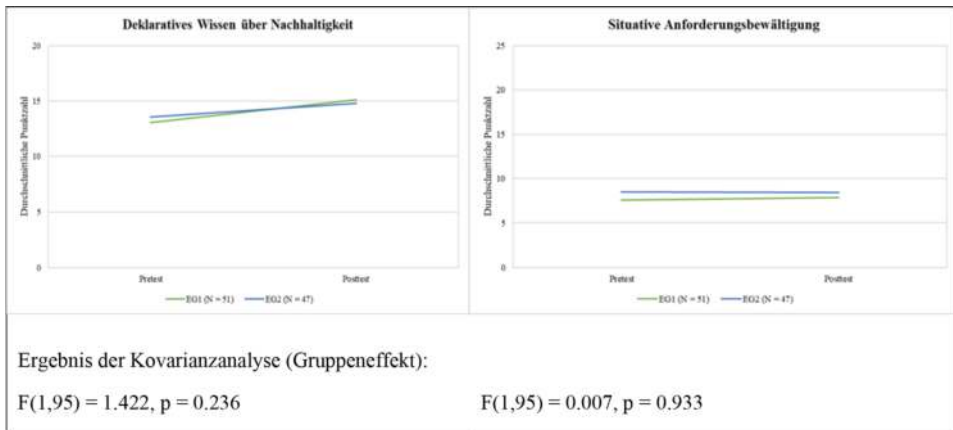 Deklaratives Wissen über Nachhaltigkeit
20
15
10
5
0
Durchschnittliche Punktzahl
Pretest
Posttest
EG1 (N = 51) EG2 (N = 47)
Situative Anforderungsbewältigung
25
20
15
10
5
0
Durchschnittliche Punktzahl
Pretest
Posttest
EG1 (N = 51) EG2 (N = 47)
Ergebnis der Kovarianzanalyse (Gruppeneffekt):
F(1,95) = 1.422, p = 0.236
F(1,95) = 0.007, p = 0.933